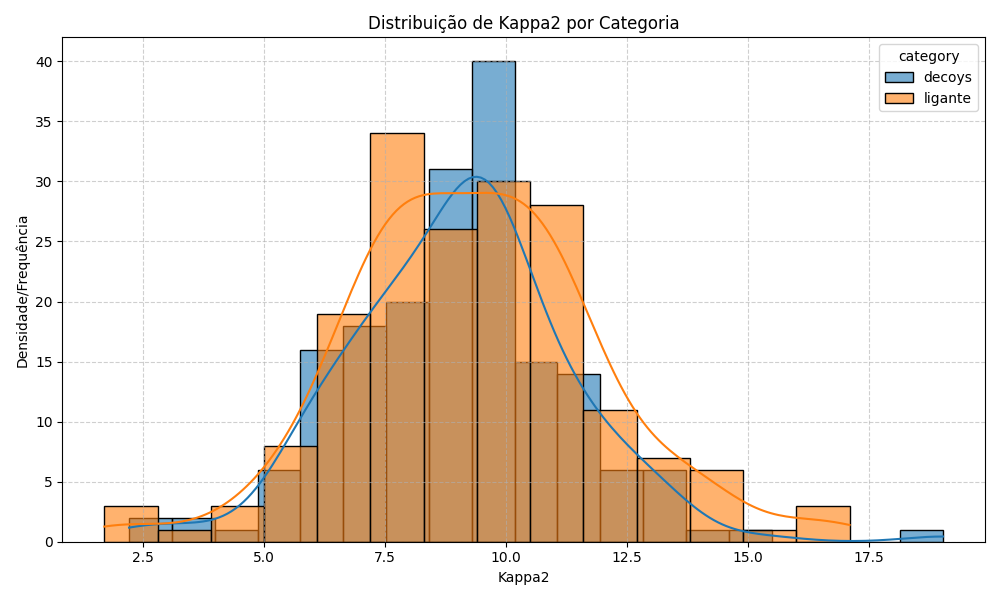 Distribuição de Kappa2 por Categoria
category
decoys
ligante
Densidade/Frequência
40
35
30
25
20
15
10
5
0
2.5 5.0 7.5 10.0 12.5 15.0 17.5
Kappa2